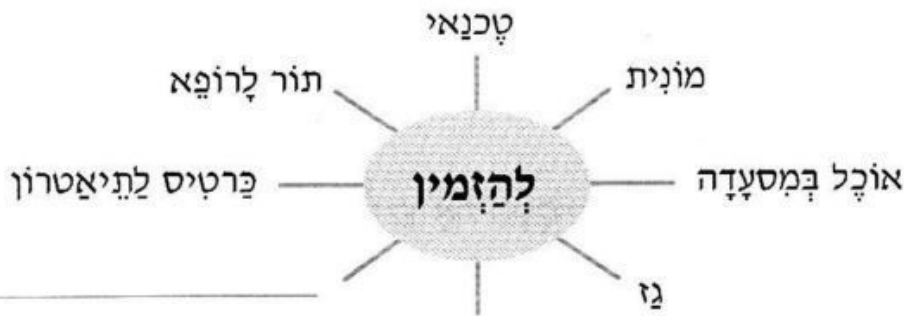 טֶכנַאי
מוֹנִית
תוֹר לָרוֹפֵא
אוֹכֶל בְּמִסעָדָה
לְהַזְמִין
כַּרטִיס לַתֵיאַטרוֹן
גַז